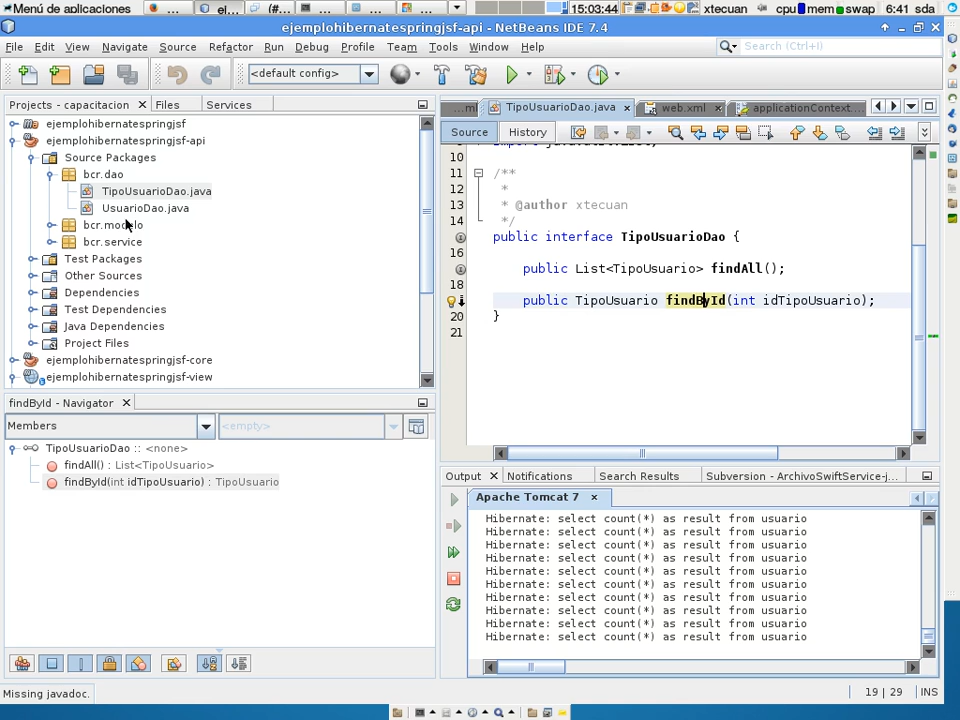 Menú de aplicaciones
el...
(#...
15:03:44
xtecuan
cpu mem swap
6:41
sda
ejemplohibernatespringjsf-api - NetBeans IDE 7.4
File Edit View Navigate Source Refactor Run Debug Profile Team Tools Window Help
Search (Ctrl+I)
<default config>
Projects - capacitacion
Files
Services
ejemplohibernatespringjsf
ejemplohibernatespringjsf-api
Source Packages
bcr.dao
TipoUsuarioDao.java
UsuarioDao.java
bcr.modelo
bcr.service
Test Packages
Other Sources
Dependencies
Test Dependencies
Java Dependencies
Project Files
ejemplohibernatespringjsf-core
ejemplohibernatespringjsf-view
findById - Navigator
Members
<empty>
TipoUsuarioDao :: <none>
findAll() : List<TipoUsuario>
findById(int idTipoUsuario) : TipoUsuario
...ml
TipoUsuarioDao.java
web.xml
applicationContext...
Source
History
10
11 /**
12 *
13 * @author xtecuan
14 */
public interface TipoUsuarioDao {
16
public List<TipoUsuario> findAll();
18
public TipoUsuario findById(int idTipoUsuario);
20 }
21
Output
Notifications
Search Results
Subversion - ArchivoSwiftService-j...
Apache Tomcat 7
Hibernate: select count(*) as result from usuario
Hibernate: select count(*) as result from usuario
Hibernate: select count(*) as result from usuario
Hibernate: select count(*) as result from usuario
Hibernate: select count(*) as result from usuario
Hibernate: select count(*) as result from usuario
Hibernate: select count(*) as result from usuario
Hibernate: select count(*) as result from usuario
Hibernate: select count(*) as result from usuario
Hibernate: select count(*) as result from usuario
Missing javadoc.
19 | 29
INS